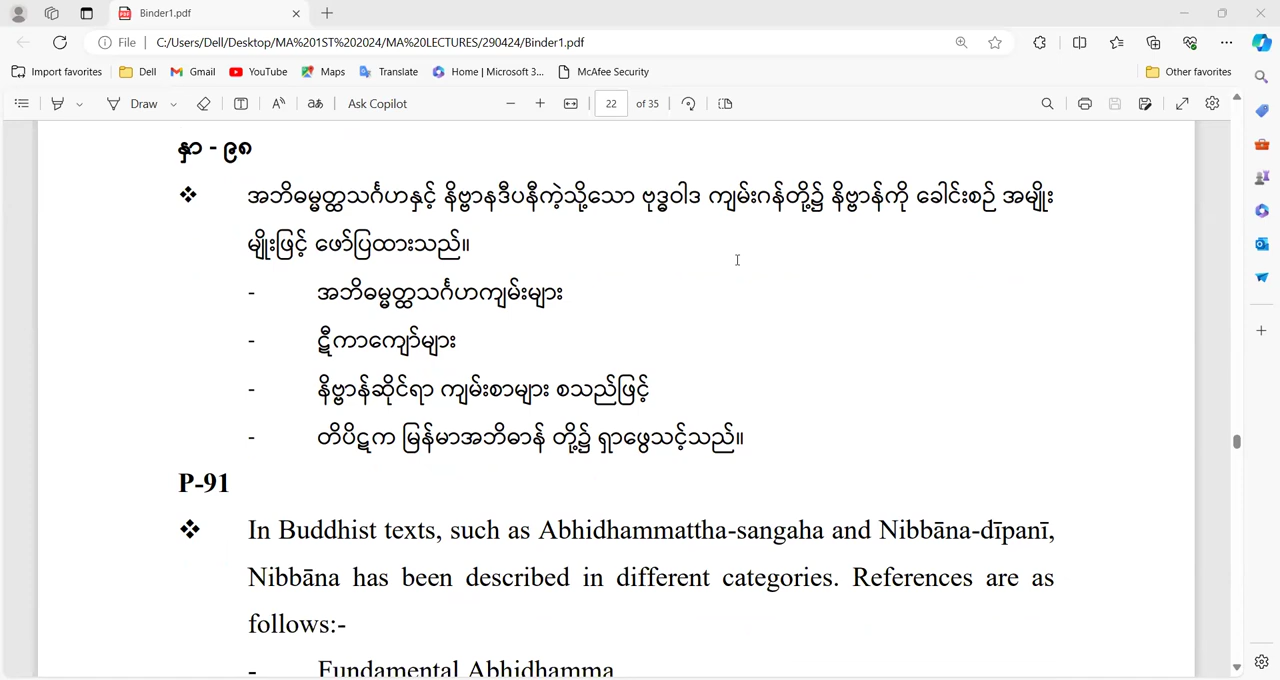 Binder1.pdf
File C:/Users/Dell/Desktop/MA%201ST%202024/MA%20LECTURES/290424/Binder1.pdf
Import favorites Dell Gmail YouTube Maps Translate Home | Microsoft 3... McAfee Security Other favorites
Draw Ask Copilot 22 of 35
နှာ - ၉၈
❖ အဘိဓမ္မတ္ထသင်္ဂဟနှင့် နိဗ္ဗာနဒီပနီကဲ့သို့သော ဗုဒ္ဓဝါဒ ကျမ်းဂန်တို့၌ နိဗ္ဗာန်ကို ခေါင်းစဉ် အမျိုး
မျိုးဖြင့် ဖော်ပြထားသည်။
- အဘိဓမ္မတ္ထသင်္ဂဟကျမ်းများ
- ဋီကာကျော်များ
- နိဗ္ဗာန်ဆိုင်ရာ ကျမ်းစာများ စသည်ဖြင့်
- တိပိဋက မြန်မာအဘိဓာန် တို့၌ ရှာဖွေသင့်သည်။
P-91
❖ In Buddhist texts, such as Abhidhammattha-sangaha and Nibbāna-dīpanī,
Nibbāna has been described in different categories. References are as
follows:-
- Fundamental Abhidhamma